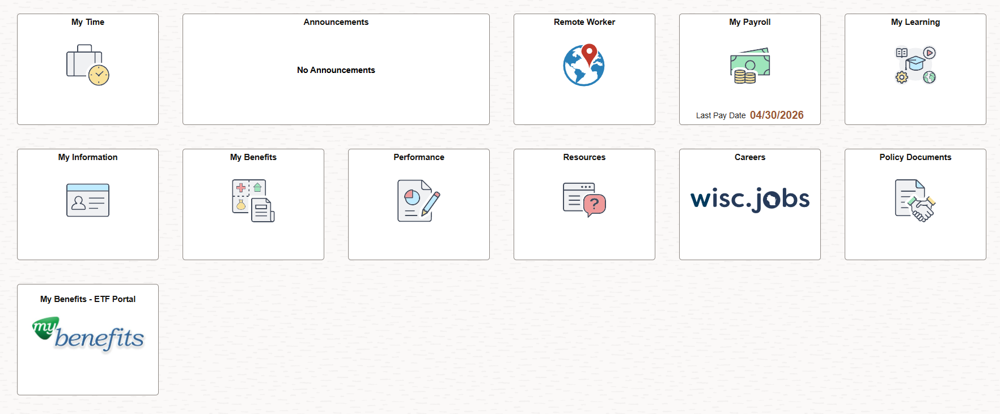 My Time
Announcements
No Announcements
Remote Worker
My Payroll
Last Pay Date 04/30/2026
My Learning
My Information
My Benefits
Performance
Resources
?
Careers
wisc.jobs
Policy Documents
My Benefits - ETF Portal
my
benefits